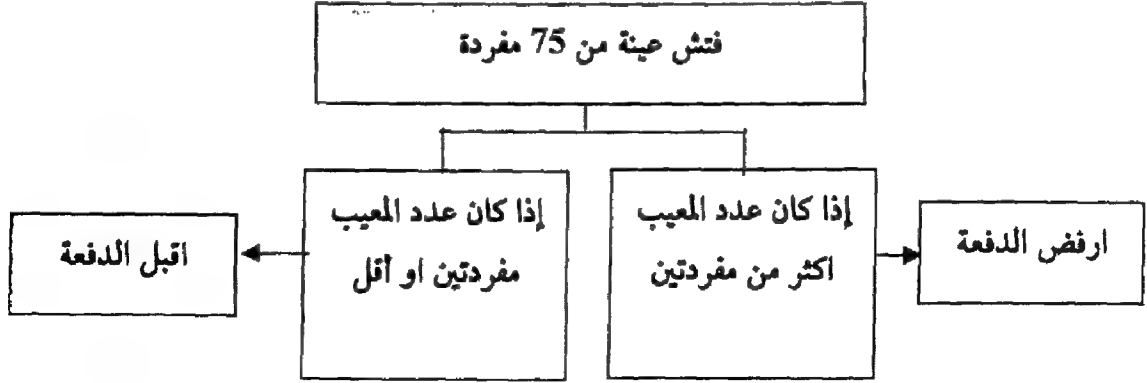 فتش عينة من 75 مفردة
إذا كان عدد المعيب
اكثر من مفردتين
ارفض الدفعة
إذا كان عدد المعيب
مفردتين او أقل
اقبل الدفعة